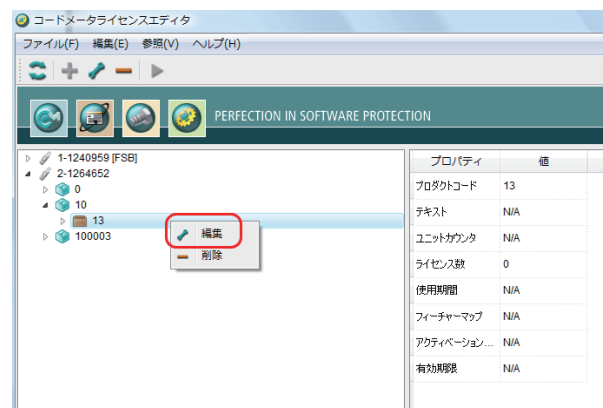 コードメータライセンスエディタ
ファイル(F) 編集(E) 参照(V) ヘルプ(H)
PERFECTION IN SOFTWARE PROTECTION
1-1240959 [FSB]
2-1264652
0
10
13
100003
編集
削除
プロパティ 値
プロダクトコード 13
テキスト N/A
ユニットカウンタ N/A
ライセンス数 0
使用期間 N/A
フィーチャーマップ N/A
アクティベーション... N/A
有効期限 N/A